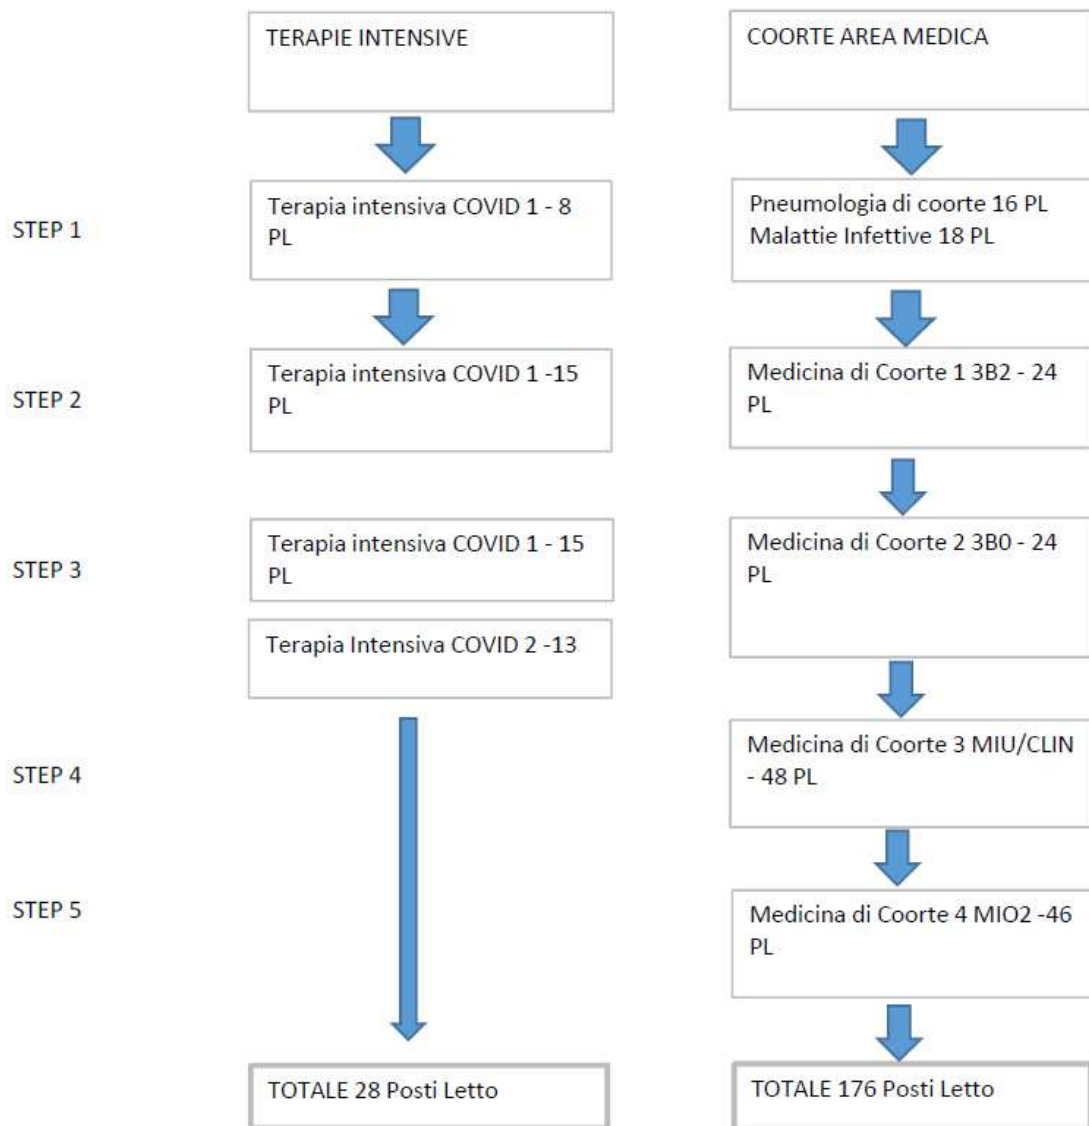 TERAPIE INTENSIVE
COORTE AREA MEDICA
STEP 1
Terapia intensiva COVID 1 - 8
PL
Pneumologia di coorte 16 PL
Malattie Infettive 18 PL
STEP 2
Terapia intensiva COVID 1 -15
PL
Medicina di Coorte 1 3B2 - 24
PL
STEP 3
Terapia intensiva COVID 1 - 15
PL
Terapia Intensiva COVID 2 -13
Medicina di Coorte 2 3B0 - 24
PL
STEP 4
Medicina di Coorte 3 MIU/CLIN
- 48 PL
STEP 5
Medicina di Coorte 4 MIO2 -46
PL
TOTALE 28 Posti Letto
TOTALE 176 Posti Letto